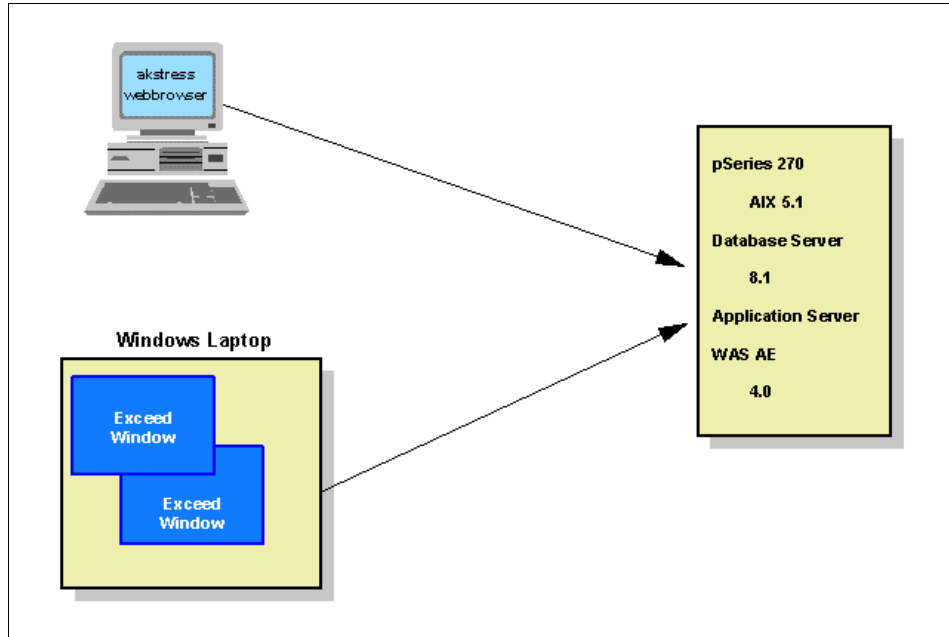 akstress
webbrowser
pSeries 270
AIX 5.1
Database Server
8.1
Application Server
WAS AE
4.0
Windows Laptop
Exceed
Window
Exceed
Window